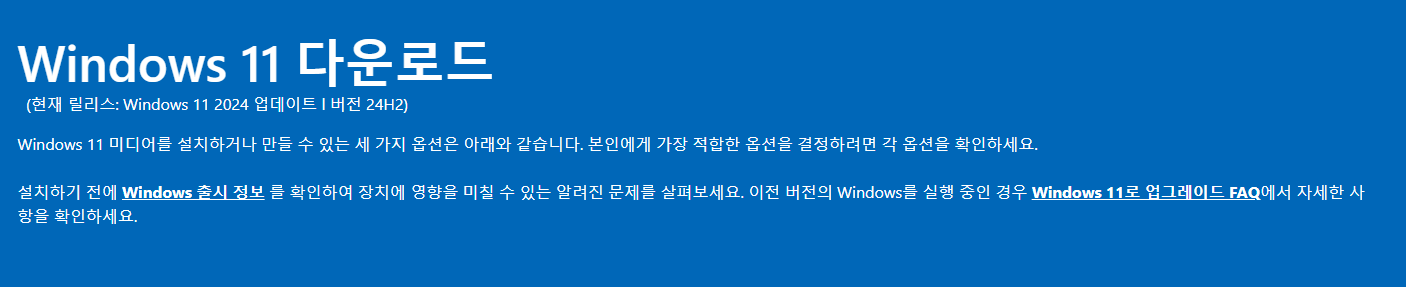 Windows 11 다운로드
(현재 릴리스: Windows 11 2024 업데이트 l 버전 24H2)
Windows 11 미디어를 설치하거나 만들 수 있는 세 가지 옵션은 아래와 같습니다. 본인에게 가장 적합한 옵션을 결정하려면 각 옵션을 확인하세요.
설치하기 전에 Windows 출시 정보 를 확인하여 장치에 영향을 미칠 수 있는 알려진 문제를 살펴보세요. 이전 버전의 Windows를 실행 중인 경우 Windows 11로 업그레이드 FAQ에서 자세한 사
항을 확인하세요.